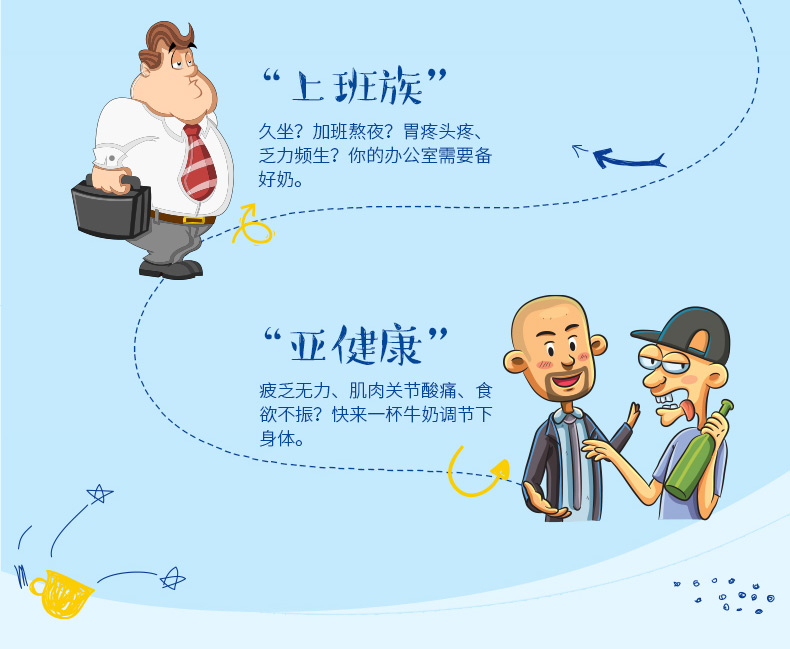 “上班族”
久坐？加班熬夜？胃疼头疼、
乏力频生？你的办公室需要备
好奶。
“亚健康”
疲乏无力、肌肉关节酸痛、食
欲不振？快来一杯牛奶调节下
身体。